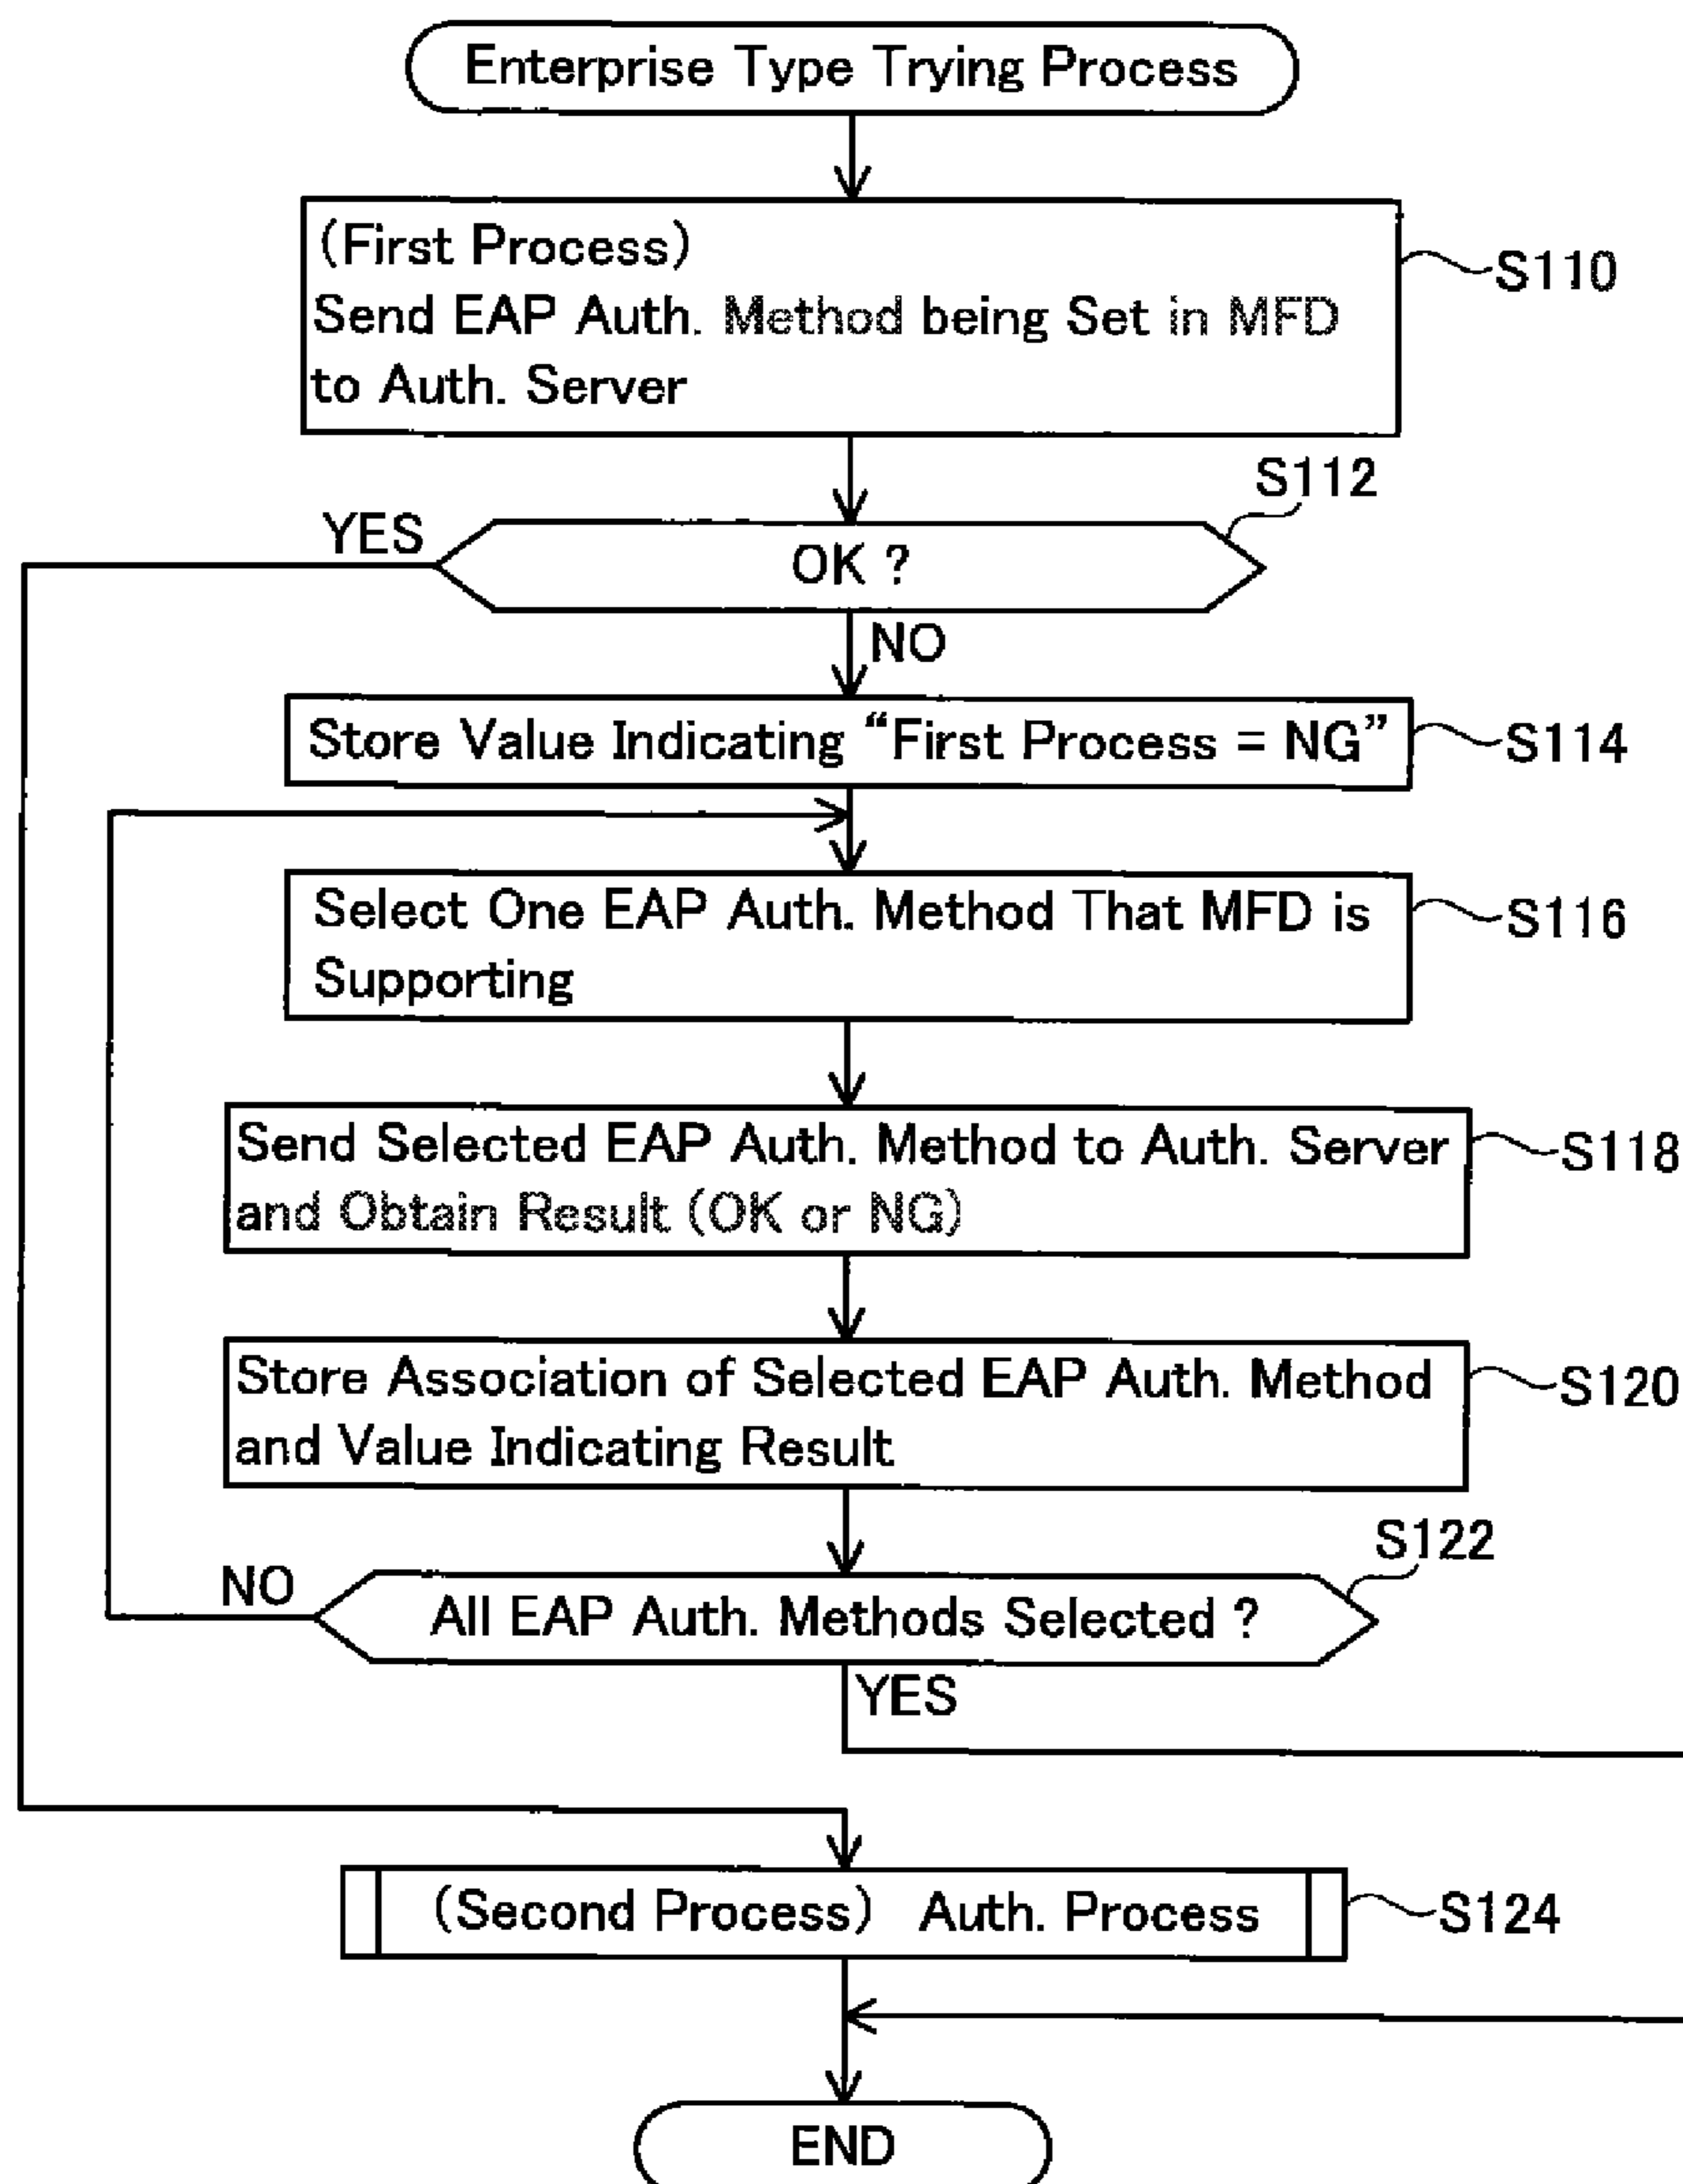 Enterprise Type Trying Process
(First Process)
Send EAP Auth. Method being Set in MFD
to Auth. Server
S110
S112
YES
OK ?
NO
Store Value Indicating “First Process = NG”
S114
Select One EAP Auth. Method That MFD is
Supporting
S116
Send Selected EAP Auth. Method to Auth. Server
and Obtain Result (OK or NG)
S118
Store Association of Selected EAP Auth. Method
and Value Indicating Result
S120
S122
NO
All EAP Auth. Methods Selected ?
YES
(Second Process) Auth. Process
S124
END